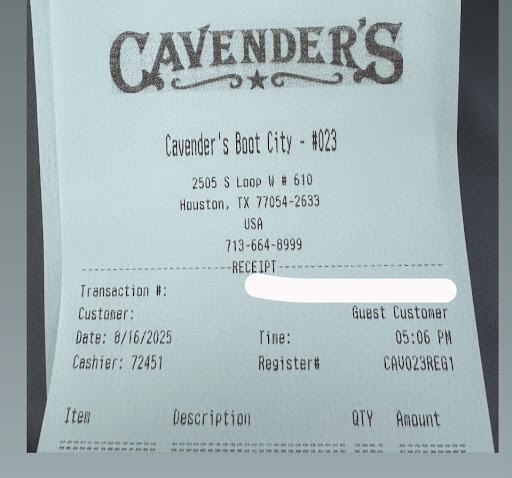 CAVENDER'S
Cavender's Boot City - #023
2505 S Loop W # 610
Houston, TX 77054-2633
USA
713-664-8999
RECEIPT
Transaction #:
Customer: Guest Customer
Date: 8/16/2025 Time: 05:06 PM
Cashier: 72451 Register# CAV023REG1
Item Description QTY Amount